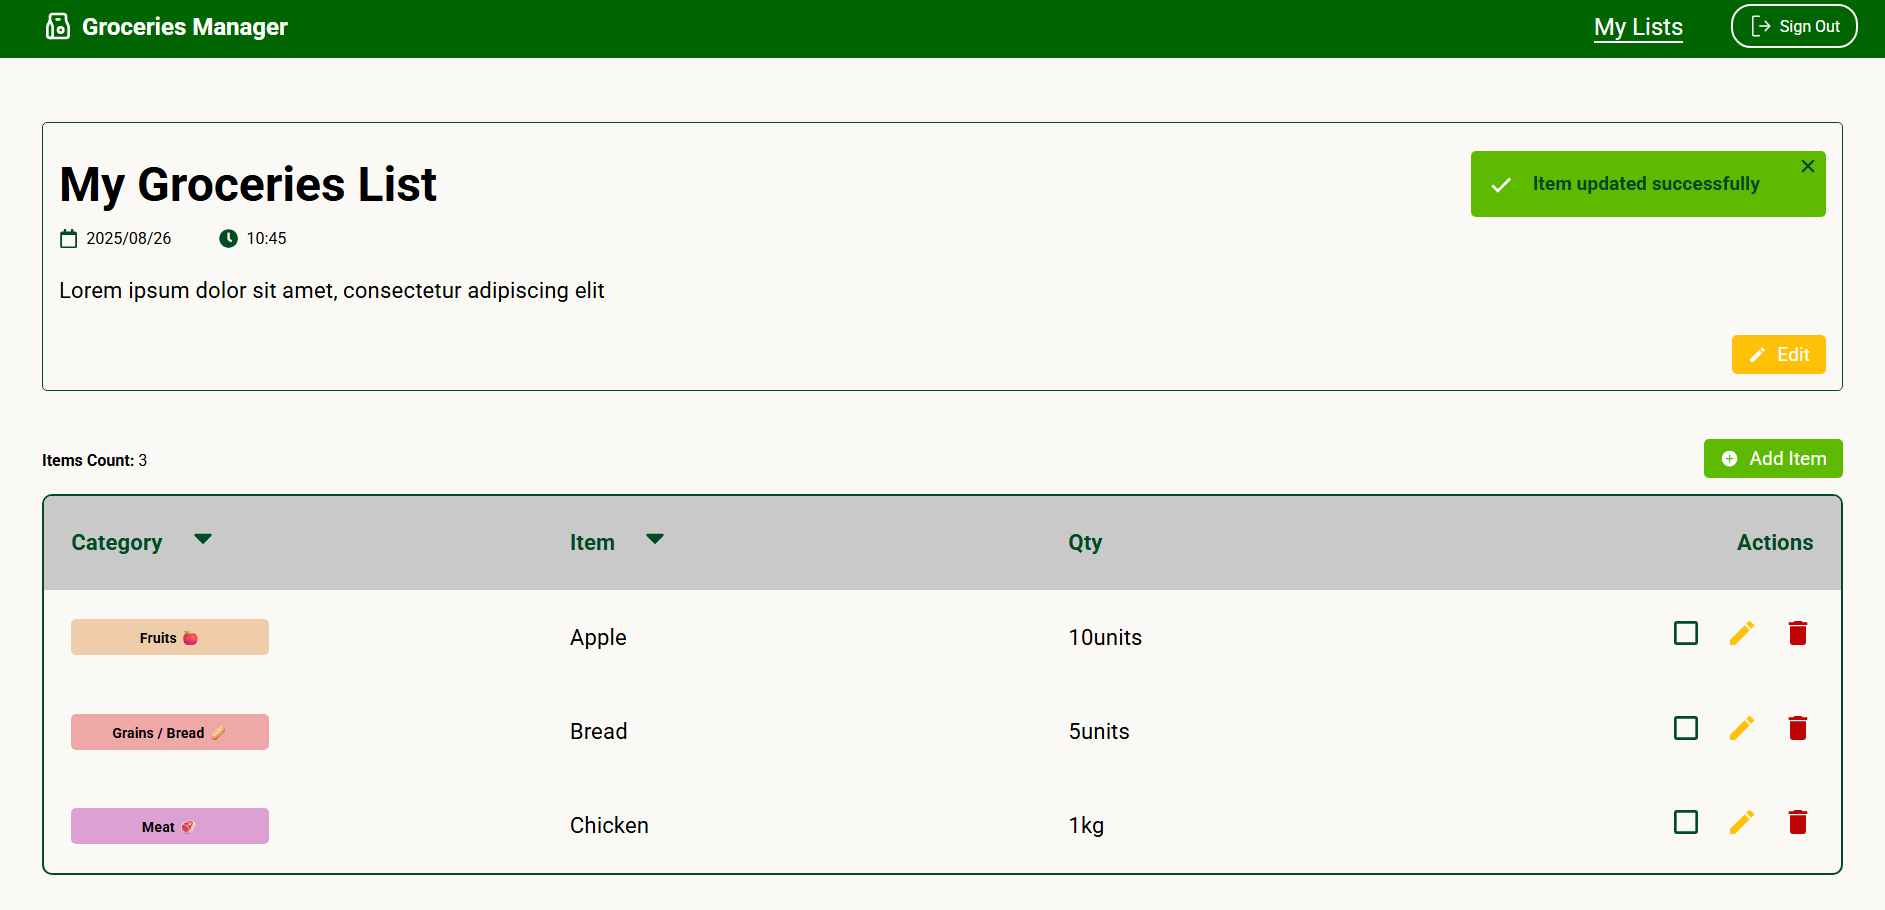 Groceries Manager
My Lists
Sign Out
My Groceries List
Item updated successfully
2025/08/26
10:45
Lorem ipsum dolor sit amet, consectetur adipiscing elit
Edit
Items Count: 3
Add Item
Category Item Qty Actions
Fruits Apple 10units
Grains / Bread Bread 5units
Meat Chicken 1kg